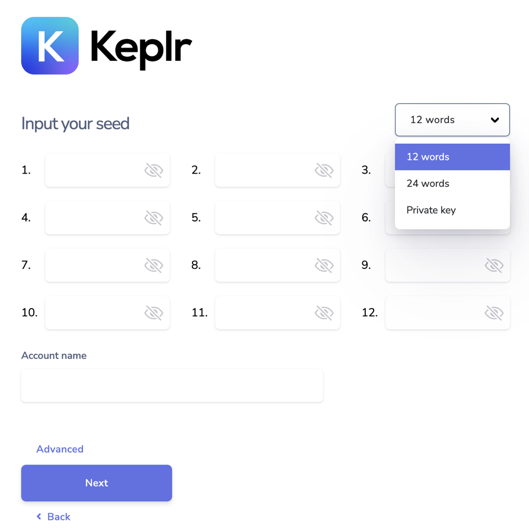 K Keplr
Input your seed
12 words
12 words
24 words
Private key
1.
2.
3.
4.
5.
6.
7.
8.
9.
10.
11.
12.
Account name
Advanced
Next
Back